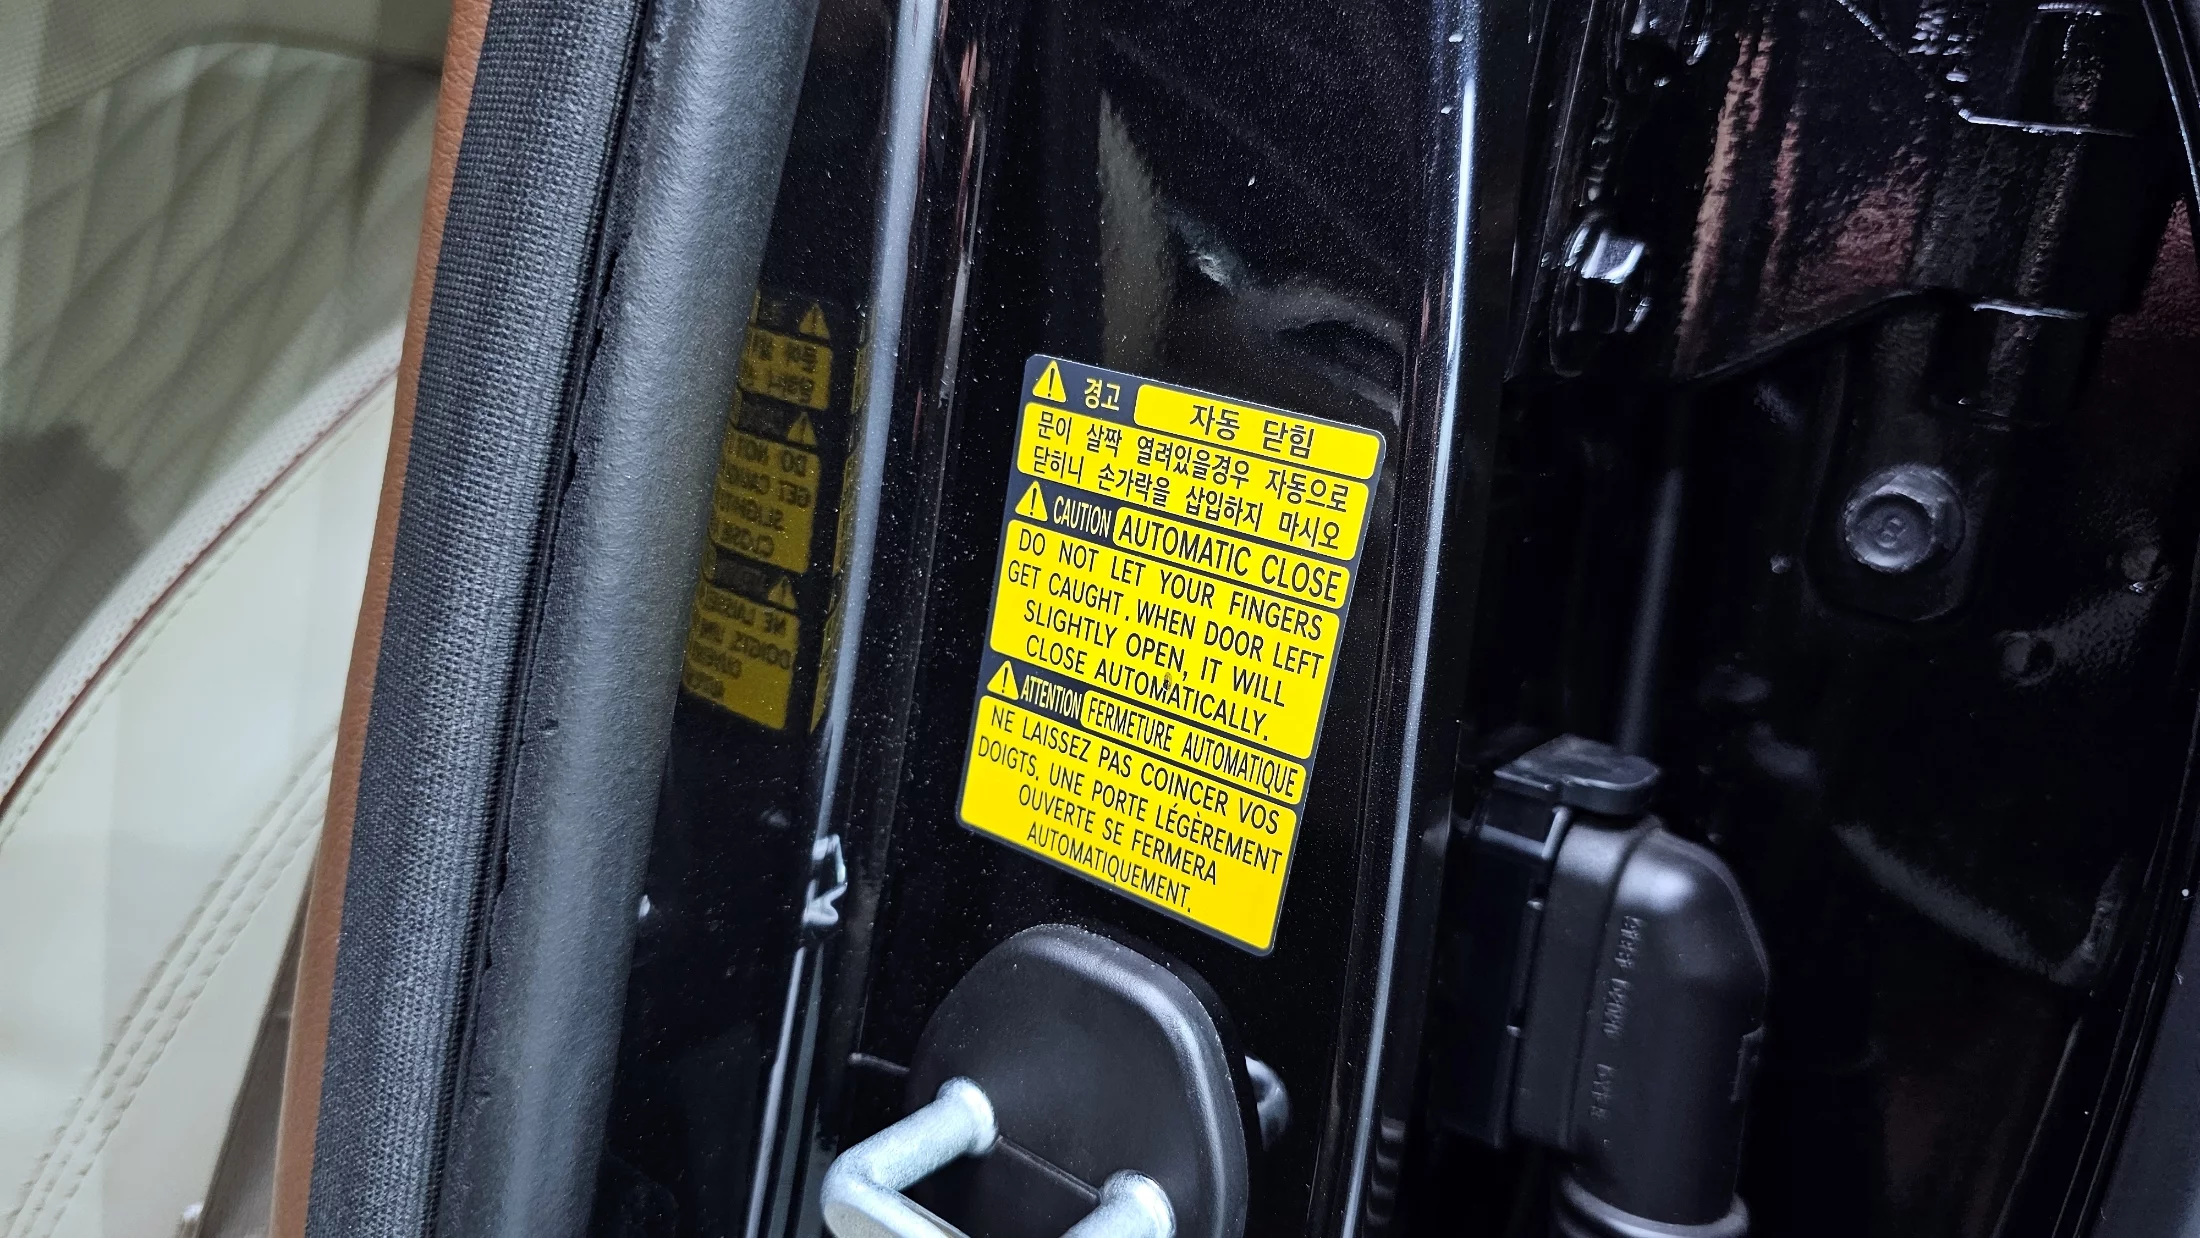 경고 자동 닫힘
문이 살짝 열려있을경우 자동으로
닫히니 손가락을 삽입하지 마시오
CAUTION AUTOMATIC CLOSE
DO NOT LET YOUR FINGERS
GET CAUGHT. WHEN DOOR LEFT
SLIGHTLY OPEN, IT WILL
CLOSE AUTOMATICALLY.
ATTENTION FERMETURE AUTOMATIQUE
NE LAISSEZ PAS COINCER VOS
DOIGTS. UNE PORTE LÉGÈREMENT
OUVERTE SE FERMERA
AUTOMATIQUEMENT.